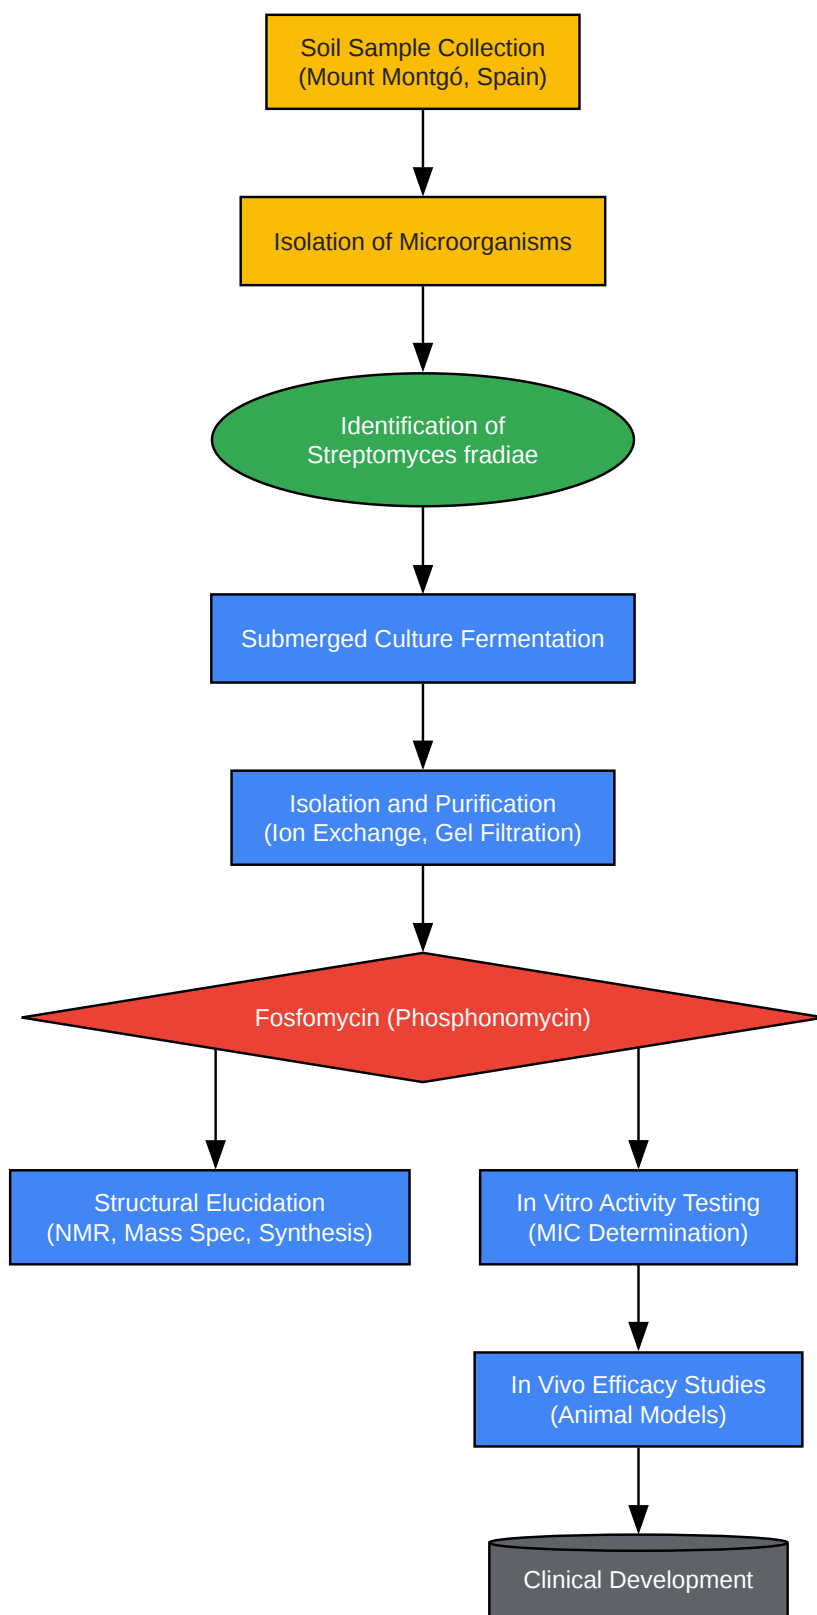 Soil Sample Collection
(Mount Montgó, Spain)
Isolation of Microorganisms
Identification of
Streptomyces fradiae
Submerged Culture Fermentation
Isolation and Purification
(Ion Exchange, Gel Filtration)
Fosfomycin (Phosphonomycin)
Structural Elucidation
(NMR, Mass Spec, Synthesis)
In Vitro Activity Testing
(MIC Determination)
In Vivo Efficacy Studies
(Animal Models)
Clinical Development